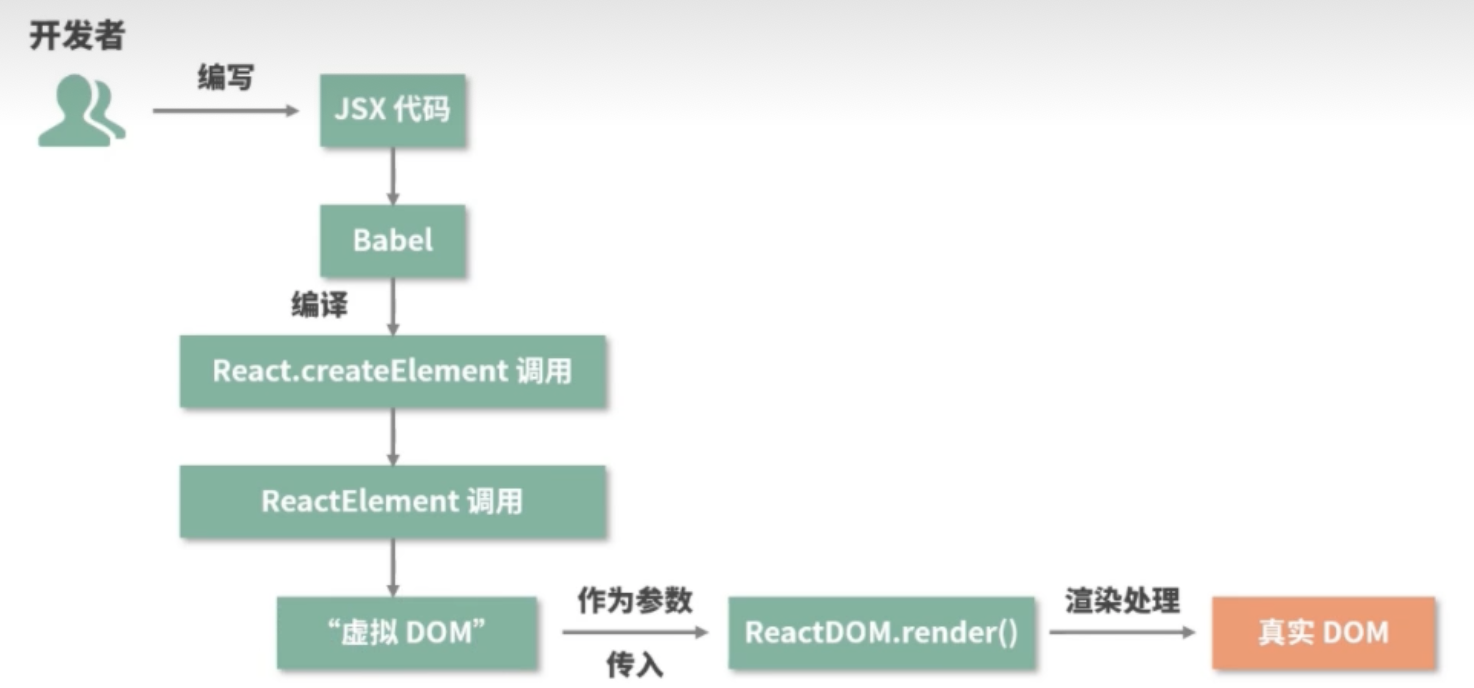 开发者
编写
JSX 代码
Babel
编译
React.createElement 调用
ReactElement 调用
“虚拟 DOM”
作为参数
传入
ReactDOM.render()
渲染处理
真实 DOM